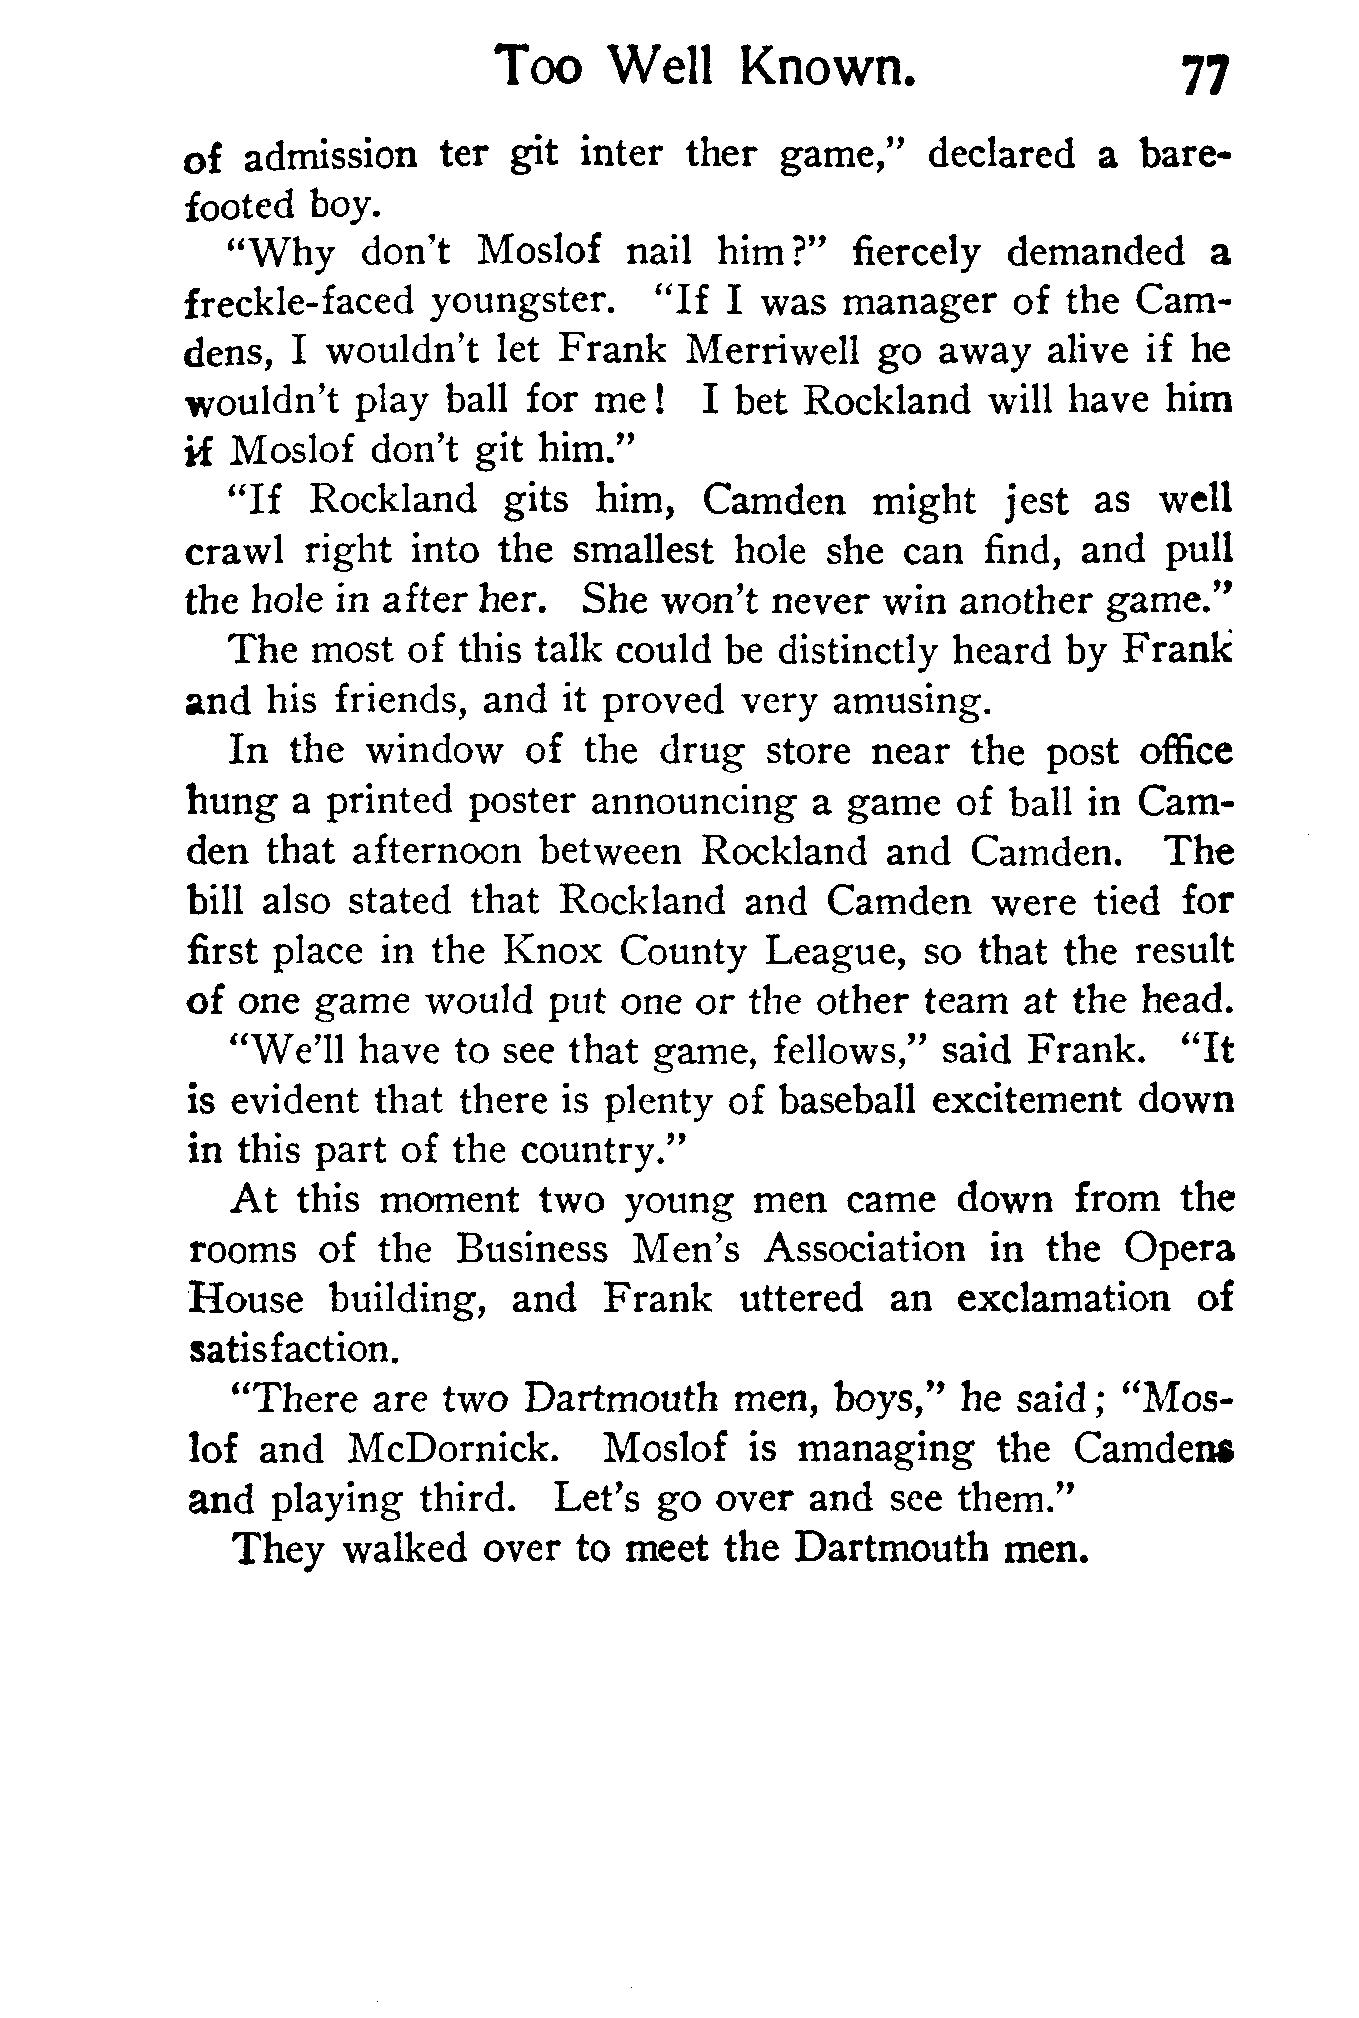 Too Well Known. 77
of admission ter git inter ther game," declared a bare-
footed boy.
"Why don't Moslof nail him?" fiercely demanded a
freckle-faced youngster. "If I was manager of the Cam-
dens, I wouldn't let Frank Merriwell go away alive if he
wouldn't play ball for me! I bet Rockland will have him
if Moslof don't git him."
"If Rockland gits him, Camden might jest as well
crawl right into the smallest hole she can find, and pull
the hole in after her. She won't never win another game."
The most of this talk could be distinctly heard by Frank
and his friends, and it proved very amusing.
In the window of the drug store near the post office
hung a printed poster announcing a game of ball in Cam-
den that afternoon between Rockland and Camden. The
bill also stated that Rockland and Camden were tied for
first place in the Knox County League, so that the result
of one game would put one or the other team at the head.
"We'll have to see that game, fellows," said Frank. "It
is evident that there is plenty of baseball excitement down
in this part of the country."
At this moment two young men came down from the
rooms of the Business Men's Association in the Opera
House building, and Frank uttered an exclamation of
satisfaction.
"There are two Dartmouth men, boys," he said; "Mos-
lof and McDornick. Moslof is managing the Camdens
and playing third. Let's go over and see them."
They walked over to meet the Dartmouth men.